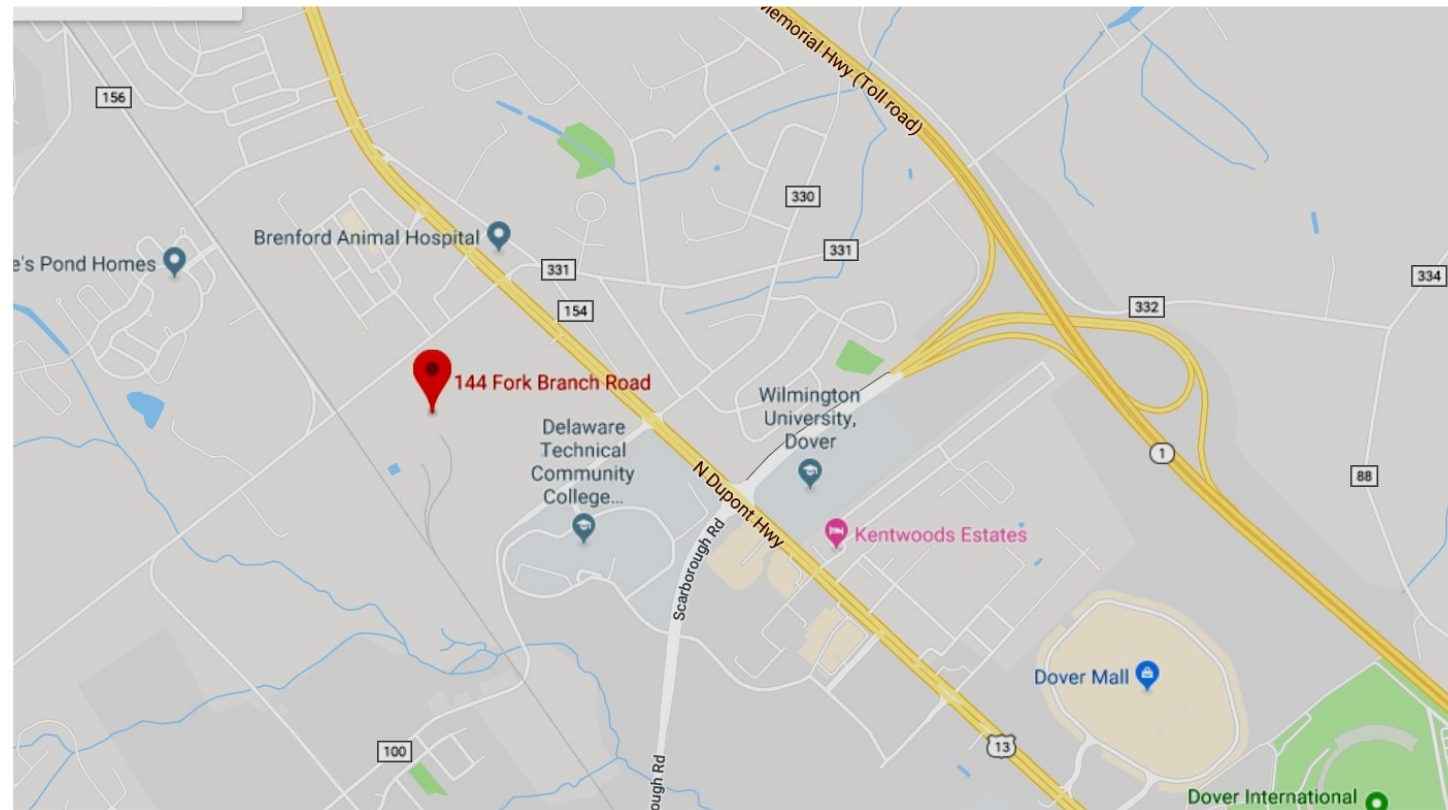 Memorial Hwy (Toll road)
156
330
Brenford Animal Hospital
331
331
e's Pond Homes
334
332
154
144 Fork Branch Road
Wilmington
University,
Dover
Delaware
Technical
Community
College...
1
N Dupont Hwy
88
Kentwoods Estates
Scarborough Rd
Dover Mall
13
100
ough Rd
Dover International